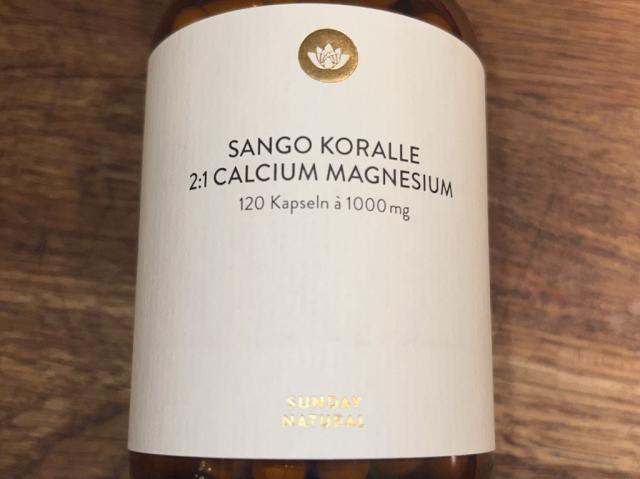 SANGO KORALLE
2:1 CALCIUM MAGNESIUM
120 Kapseln à 1000 mg
SUNDAY
NATURAL